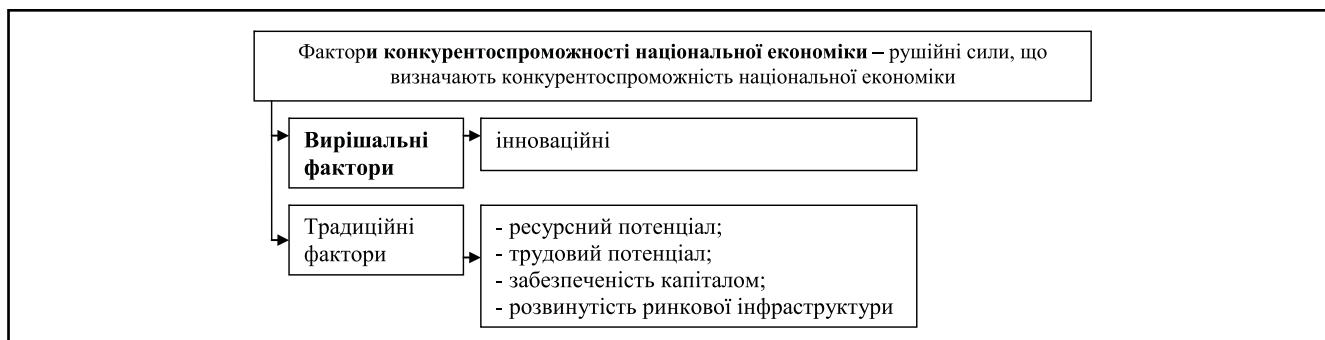 Фактори конкурентоспроможності національної економіки – рушійні сили, що
визначають конкурентоспроможність національної економіки
Вирішальні
фактори
інноваційні
Традиційні
фактори
- ресурсний потенціал;
- трудовий потенціал;
- забезпеченість капіталом;
- розвинутість ринкової інфраструктури